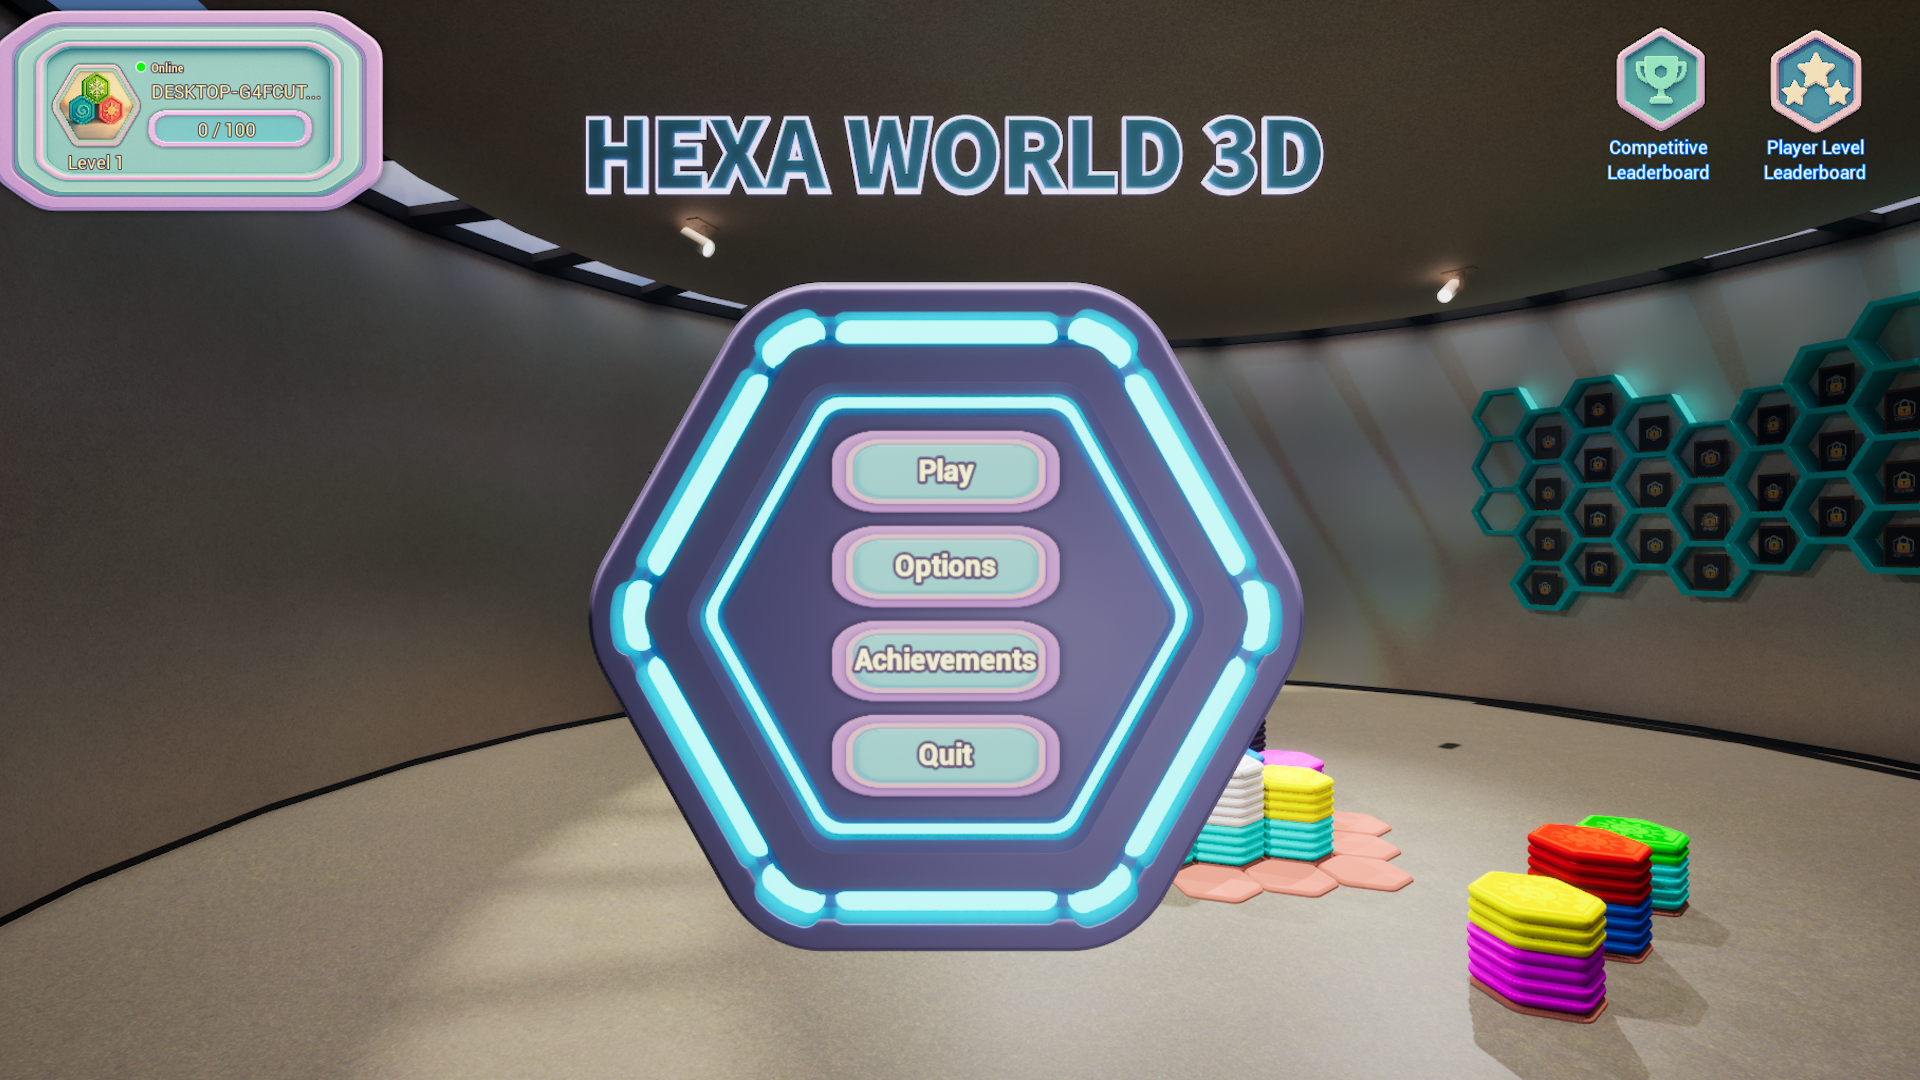 Online
DESKTOP-G4FCUT...
0 / 100
Level 1
HEXA WORLD 3D
Competitive
Leaderboard
Player Level
Leaderboard
Play
Options
Achievements
Quit